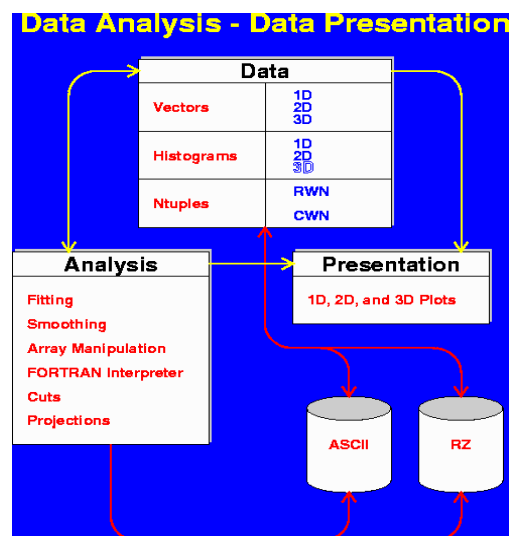 Data Analysis - Data Presentation
Data
Vectors
1D
2D
3D
Histograms
1D
2D
3D
Ntuples
RWN
CWN
Analysis
Fitting
Smoothing
Array Manipulation
FORTRAN Interpreter
Cuts
Projections
Presentation
1D, 2D, and 3D Plots
ASCII
RZ